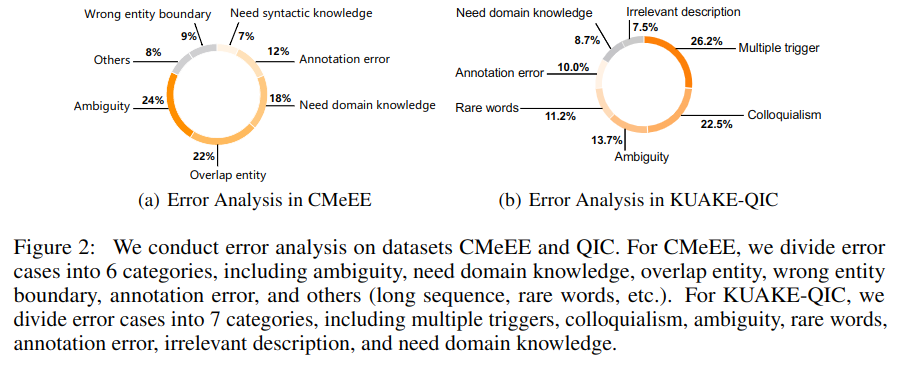 Wrong entity boundary
Need syntactic knowledge
9%
7%
Others
8%
12%
Annotation error
Ambiguity
24%
18%
Need domain knowledge
22%
Overlap entity
(a) Error Analysis in CMeEE
Need domain knowledge
Irrelevant description
7.5%
8.7%
26.2%
Multiple trigger
Annotation error
10.0%
Rare words
11.2%
Colloquialism
22.5%
13.7%
Ambiguity
(b) Error Analysis in KUAKE-QIC
Figure 2: We conduct error analysis on datasets CMeEE and QIC. For CMeEE, we divide error
cases into 6 categories, including ambiguity, need domain knowledge, overlap entity, wrong entity
boundary, annotation error, and others (long sequence, rare words, etc.). For KUAKE-QIC, we
divide error cases into 7 categories, including multiple triggers, colloquialism, ambiguity, rare words,
annotation error, irrelevant description, and need domain knowledge.